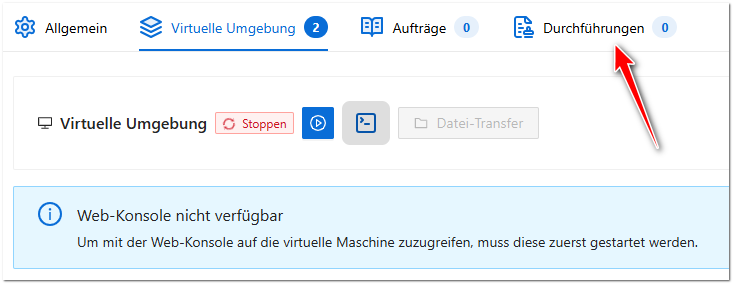 Allgemein Virtuelle Umgebung 2 Aufträge 0 Durchführungen 0
Virtuelle Umgebung Stoppen Datei-Transfer
Web-Konsole nicht verfügbar
Um mit der Web-Konsole auf die virtuelle Maschine zuzugreifen, muss diese zuerst gestartet werden.